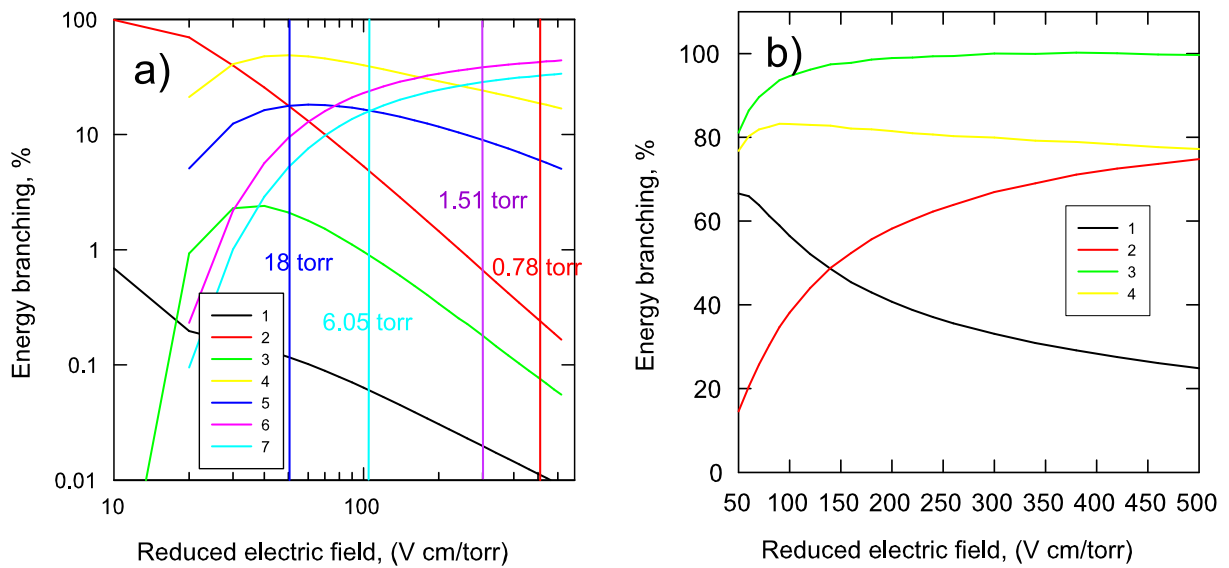 a)
100
10
1
0.1
0.01
Energy branching, %
1.51 torr
18 torr
0.78 torr
6.05 torr
1
2
3
4
5
6
7
10
100
Reduced electric field, (V cm/torr)
b)
100
80
60
40
20
0
Energy branching, %
1
2
3
4
50 100 150 200 250 300 350 400 450 500
Reduced electric field, (V cm/torr)